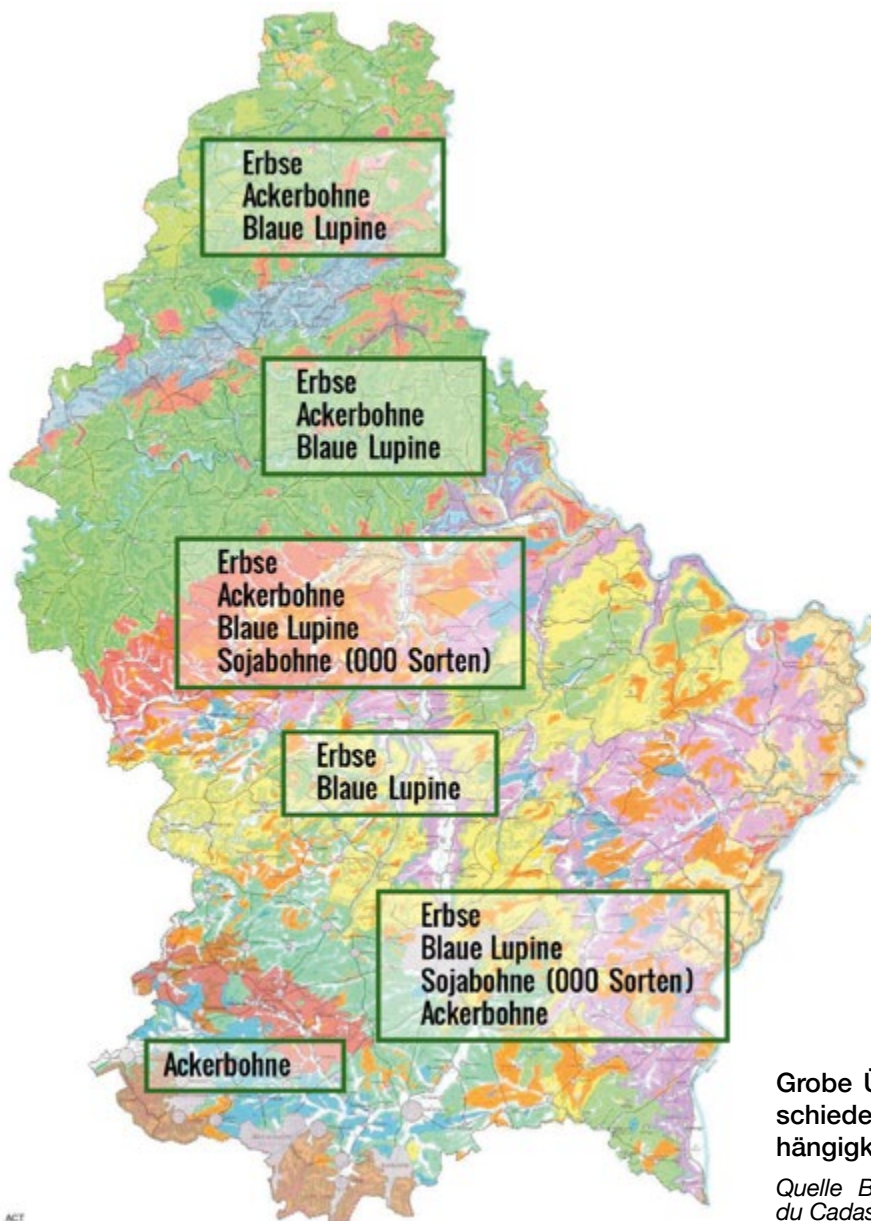 Erbse
Ackerbohne
Blaue Lupine
Erbse
Ackerbohne
Blaue Lupine
Erbse
Ackerbohne
Blaue Lupine
Sojabohne (000 Sorten)
Erbse
Blaue Lupine
Erbse
Blaue Lupine
Sojabohne (000 Sorten)
Ackerbohne
Ackerbohne
Grobe Ü
schiede
hängigk
Quelle B
du Cadas
ACT